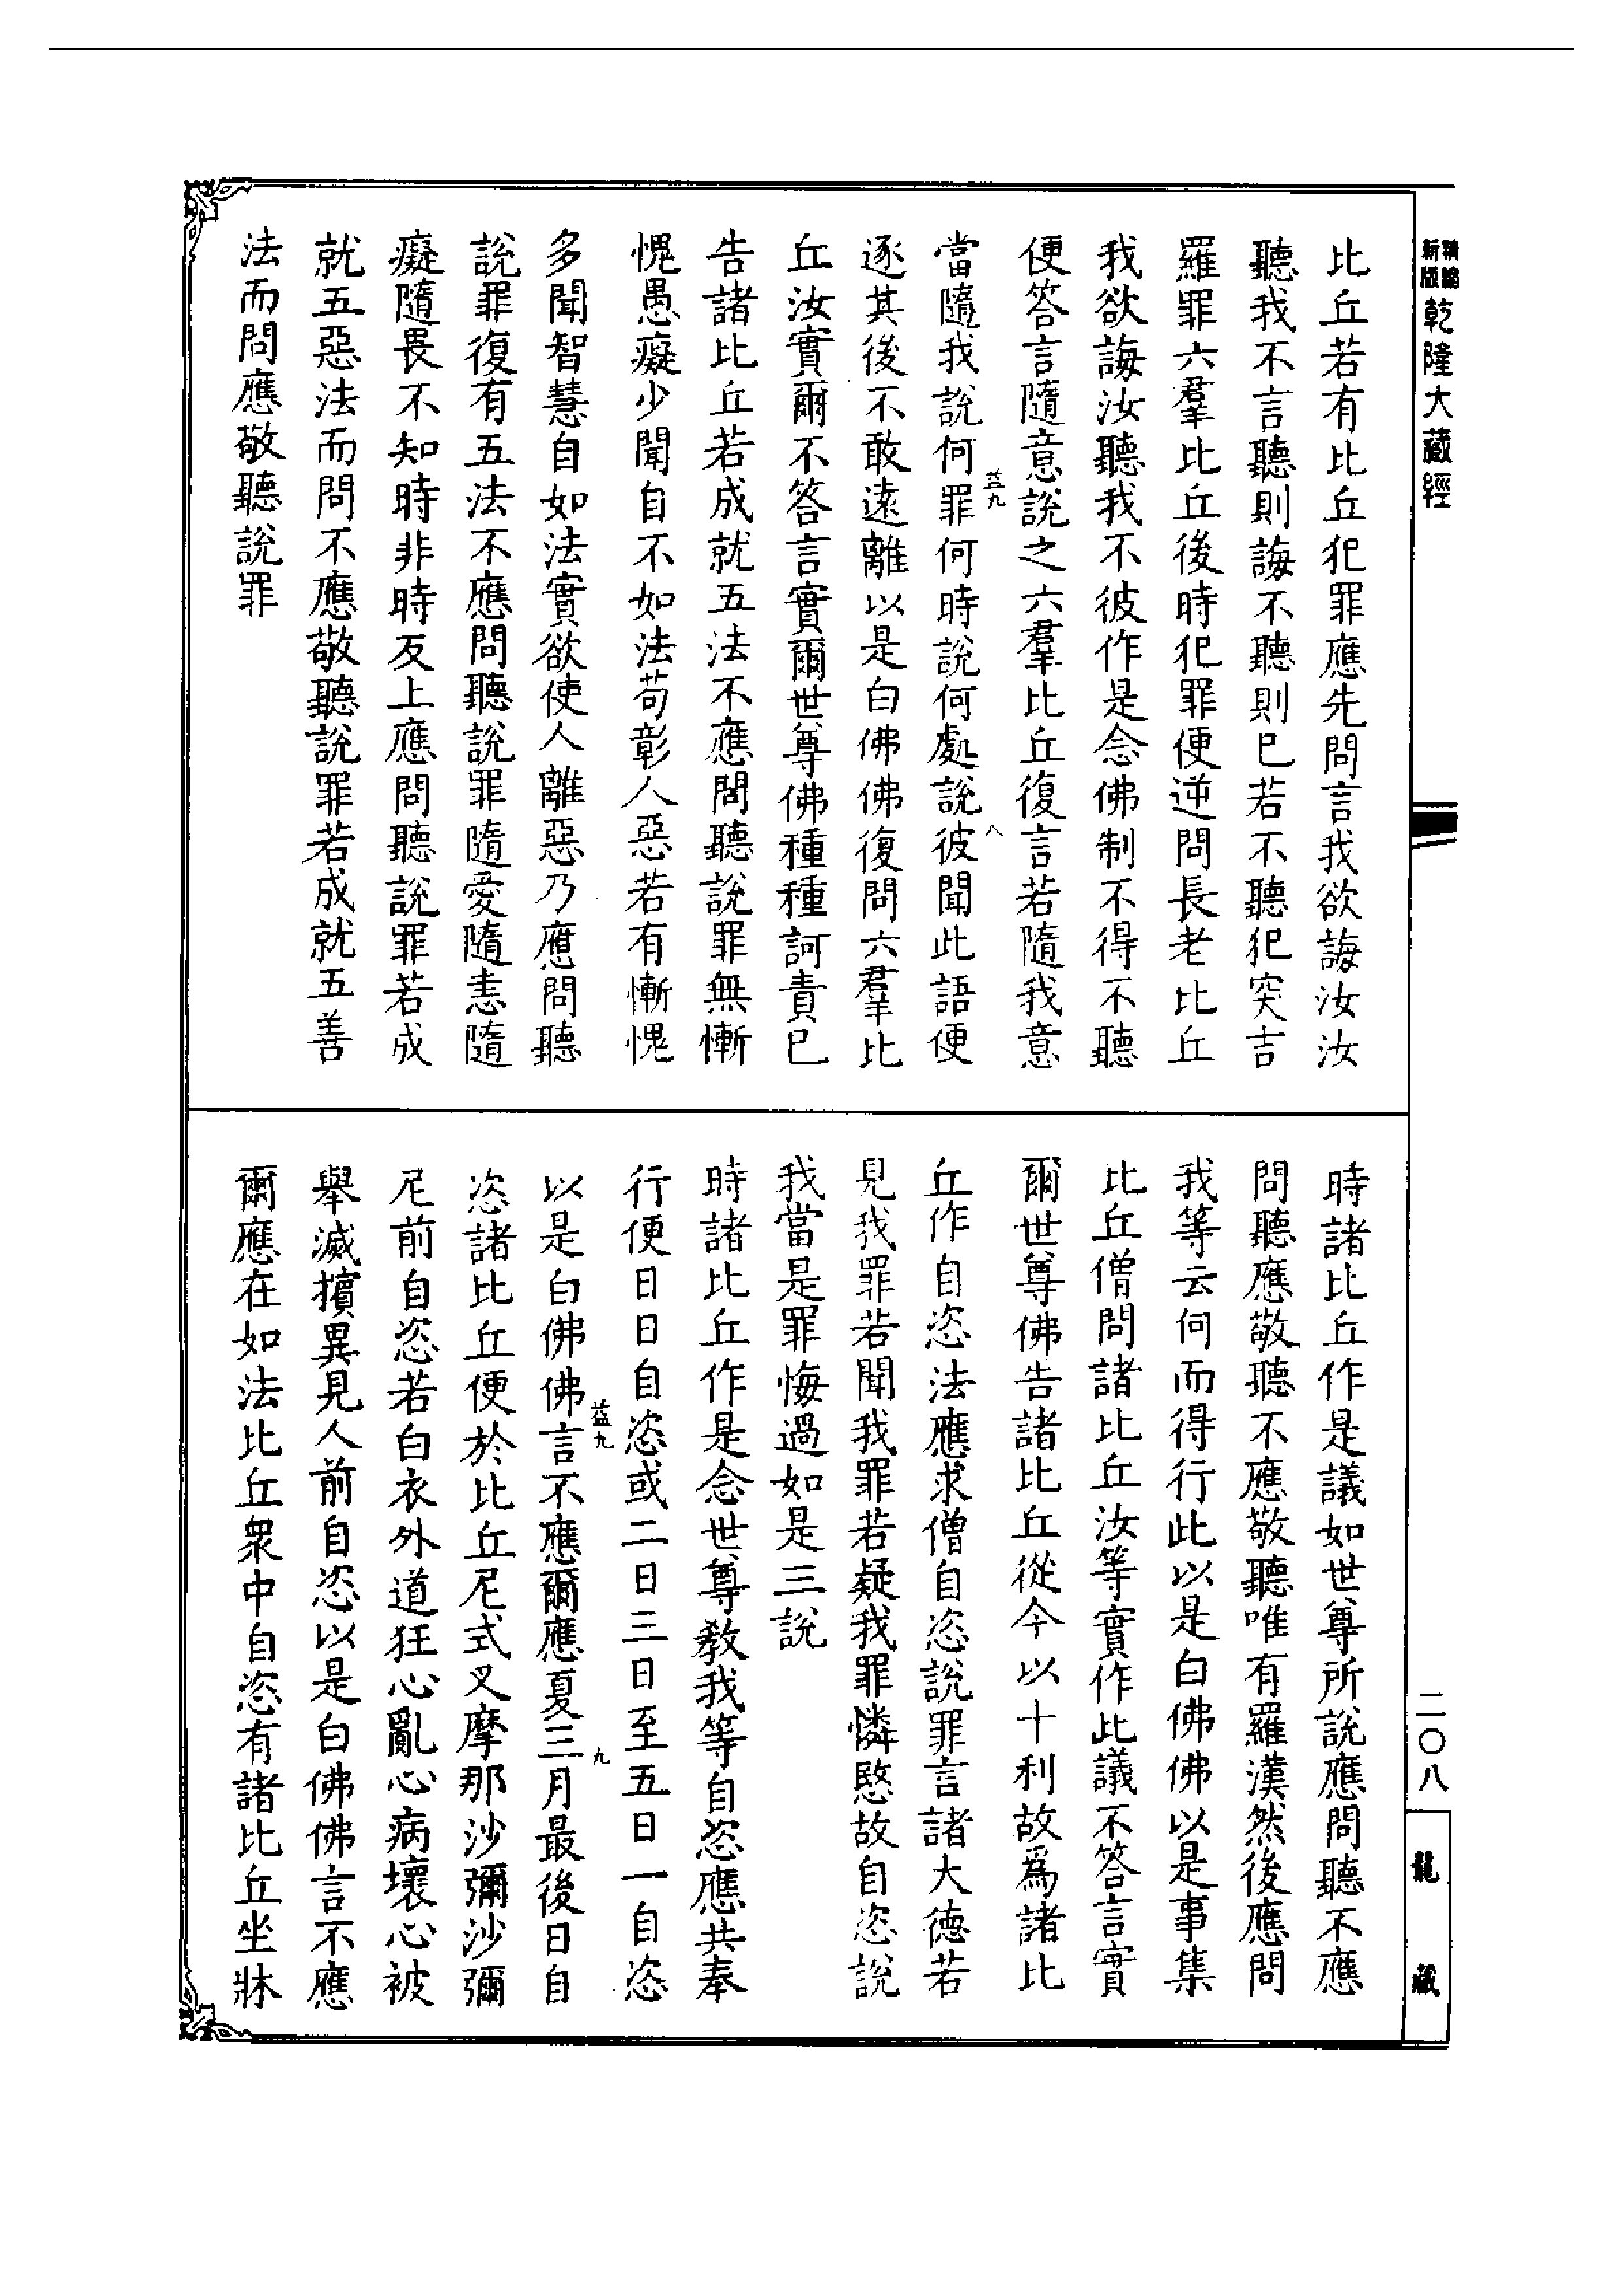 精編
新版
乾隆大藏經
比丘若有比丘犯罪應先問言我欲誨汝汝
聽我不言聽則誨不聽則已若不聽犯突吉
羅罪六羣比丘後時犯罪便逆問長老比丘
我欲誨汝聽我不彼作是念佛制不得不聽
便答言隨意說之六羣比丘復言若隨我意
當隨我說何罪何時說何處說彼聞此語便
益九
八
逐其後不敢遠離以是白佛佛復問六羣比
丘汝實爾不答言實爾世尊佛種種訶責已
告諸比丘若成就五法不應問聽說罪無慚
愧愚癡少聞自不如法苟彰人惡若有慚愧
多聞智慧自如法實欲使人離惡乃應問聽
說罪復有五法不應問聽說罪隨愛隨恚隨
癡隨畏不知時非時反上應問聽說罪若成
就五惡法而問不應敬聽說罪若成就五善
法而問應敬聽說罪
時諸比丘作是議如世尊所說應問聽不應
問聽應敬聽不應敬聽唯有羅漢然後應問
我等云何而得行此以是白佛佛以是事集
比丘僧問諸比丘汝等實作此議不答言實
爾世尊佛告諸比丘從今以十利故爲諸比
丘作自恣法應求僧自恣說罪言諸大德若
見我罪若聞我罪若疑我罪憐愍故自恣說
我當是罪悔過如是三說
時諸比丘作是念世尊教我等自恣應共奉
行便日日自恣或二日三日至五日一自恣
以是白佛佛言不應爾應夏三月最後日自
益九
九
恣諸比丘便於比丘尼式叉摩那沙彌沙彌
尼前自恣若白衣外道狂心亂心病壞心被
舉滅擯異見人前自恣以是白佛佛言不應
爾應在如法比丘衆中自恣有諸比丘坐牀
二〇八
龍藏